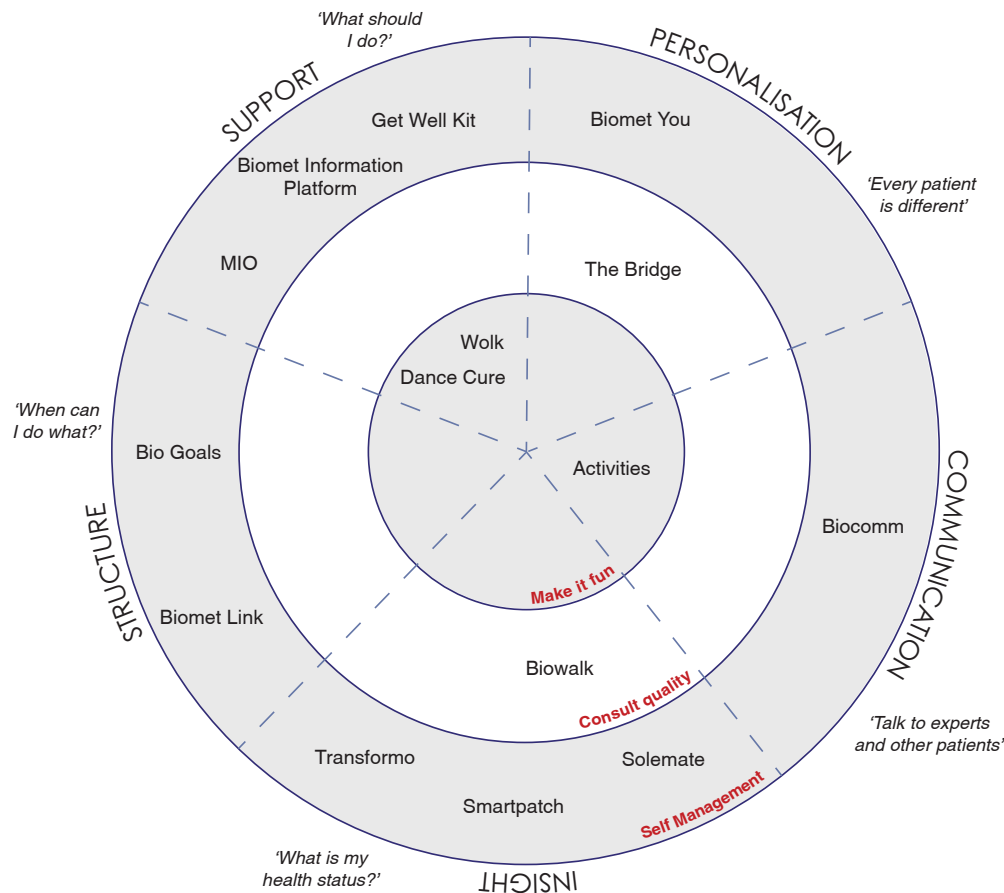 ‘What should
I do?’
SUPPORT
PERSONALISATION
Get Well Kit
Biomet You
Biomet Information
Platform
‘Every patient
is different’
MIO
The Bridge
Wolk
Dance Cure
‘When can
I do what?’
Bio Goals
Activities
COMMUNICATION
Biocomm
STRUCTURE
Make it fun
Biomet Link
Biowalk
Consult quality
‘Talk to experts
and other patients’
Transformo
Solemate
Smartpatch
Self Management
‘What is my
health status?’
INSIGHT